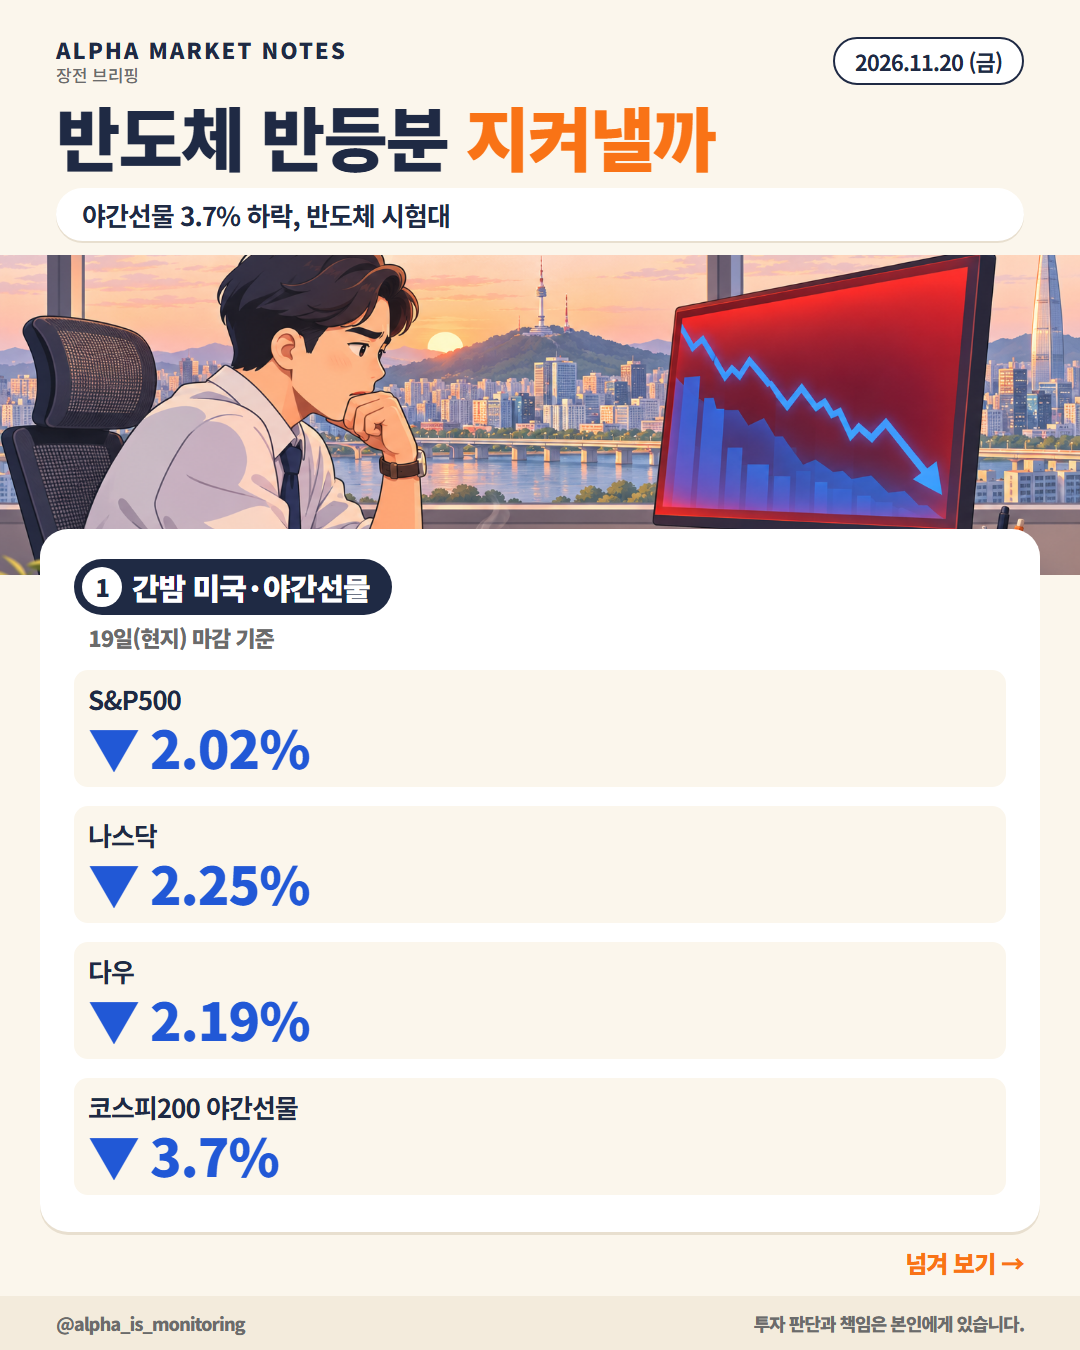 ALPHA MARKET NOTES
장전 브리핑
2026.11.20 (금)
반도체 반등분 지켜낼까
야간선물 3.7% 하락, 반도체 시험대
1 간밤 미국·야간선물
19일(현지) 마감 기준
S&P500
▼ 2.02%
나스닥
▼ 2.25%
다우
▼ 2.19%
코스피200 야간선물
▼ 3.7%
넘겨 보기 →
@alpha_is_monitoring
투자 판단과 책임은 본인에게 있습니다.